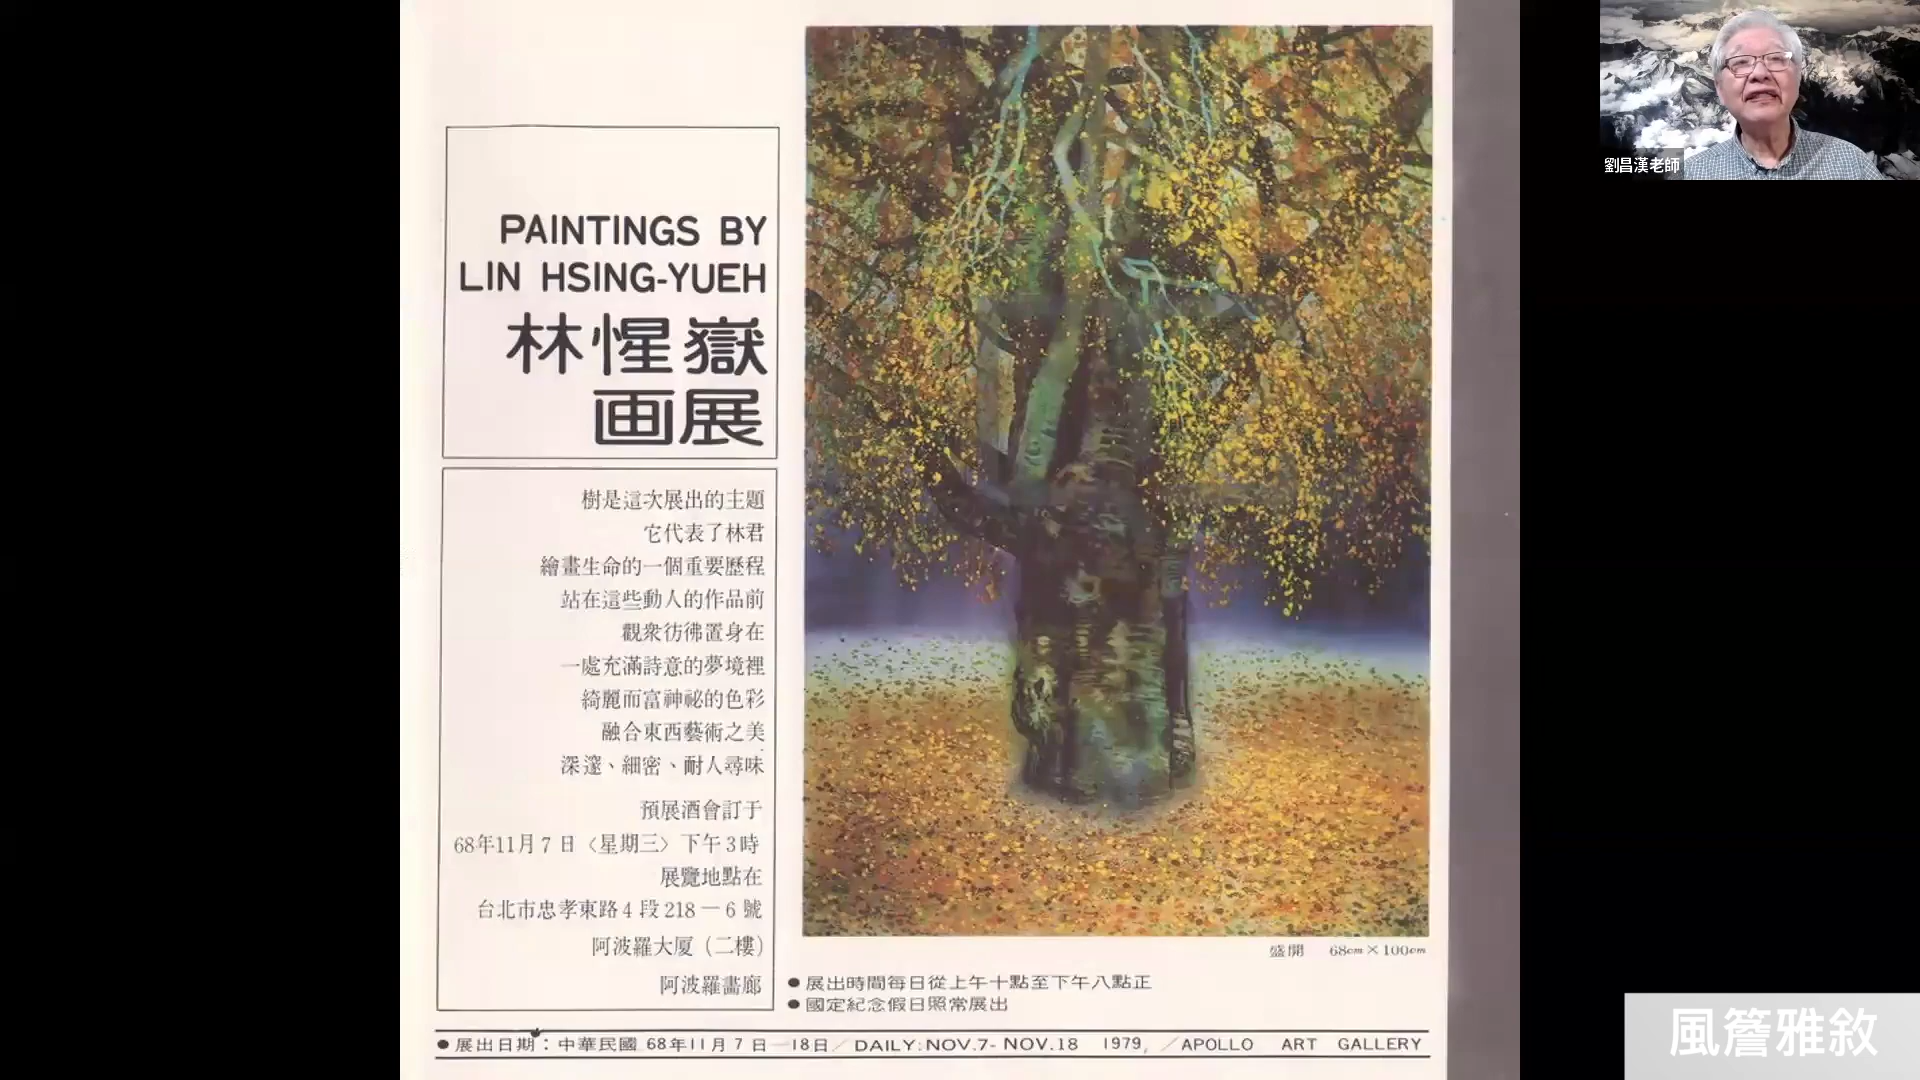 PAINTINGS BY
LIN HSING-YUEH
林惺嶽
画展
樹是這次展出的主題
它代表了林君
繪畫生命的一個重要歷程
站在這些動人的作品前
觀衆彷彿置身在
一處充滿詩意的夢境裡
綺麗而富神祕的色彩
融合東西藝術之美
深邃、細密、耐人尋味
預展酒會訂于
68年11月7日〈星期三〉下午3時
展覽地點在
台北市忠孝東路4段218—6號
阿波羅大厦(二樓)
阿波羅畵廊
盛開 68cm×100cm
●展出時間每日從上午十點至下午八點正
●國定紀念假日照常展出
●展出日期:中華民國68年11月7日—18日/DAILY:NOV.7-NOV.18 1979,/APOLLO ART GALLERY
劉昌漢老師
風簷雅敘